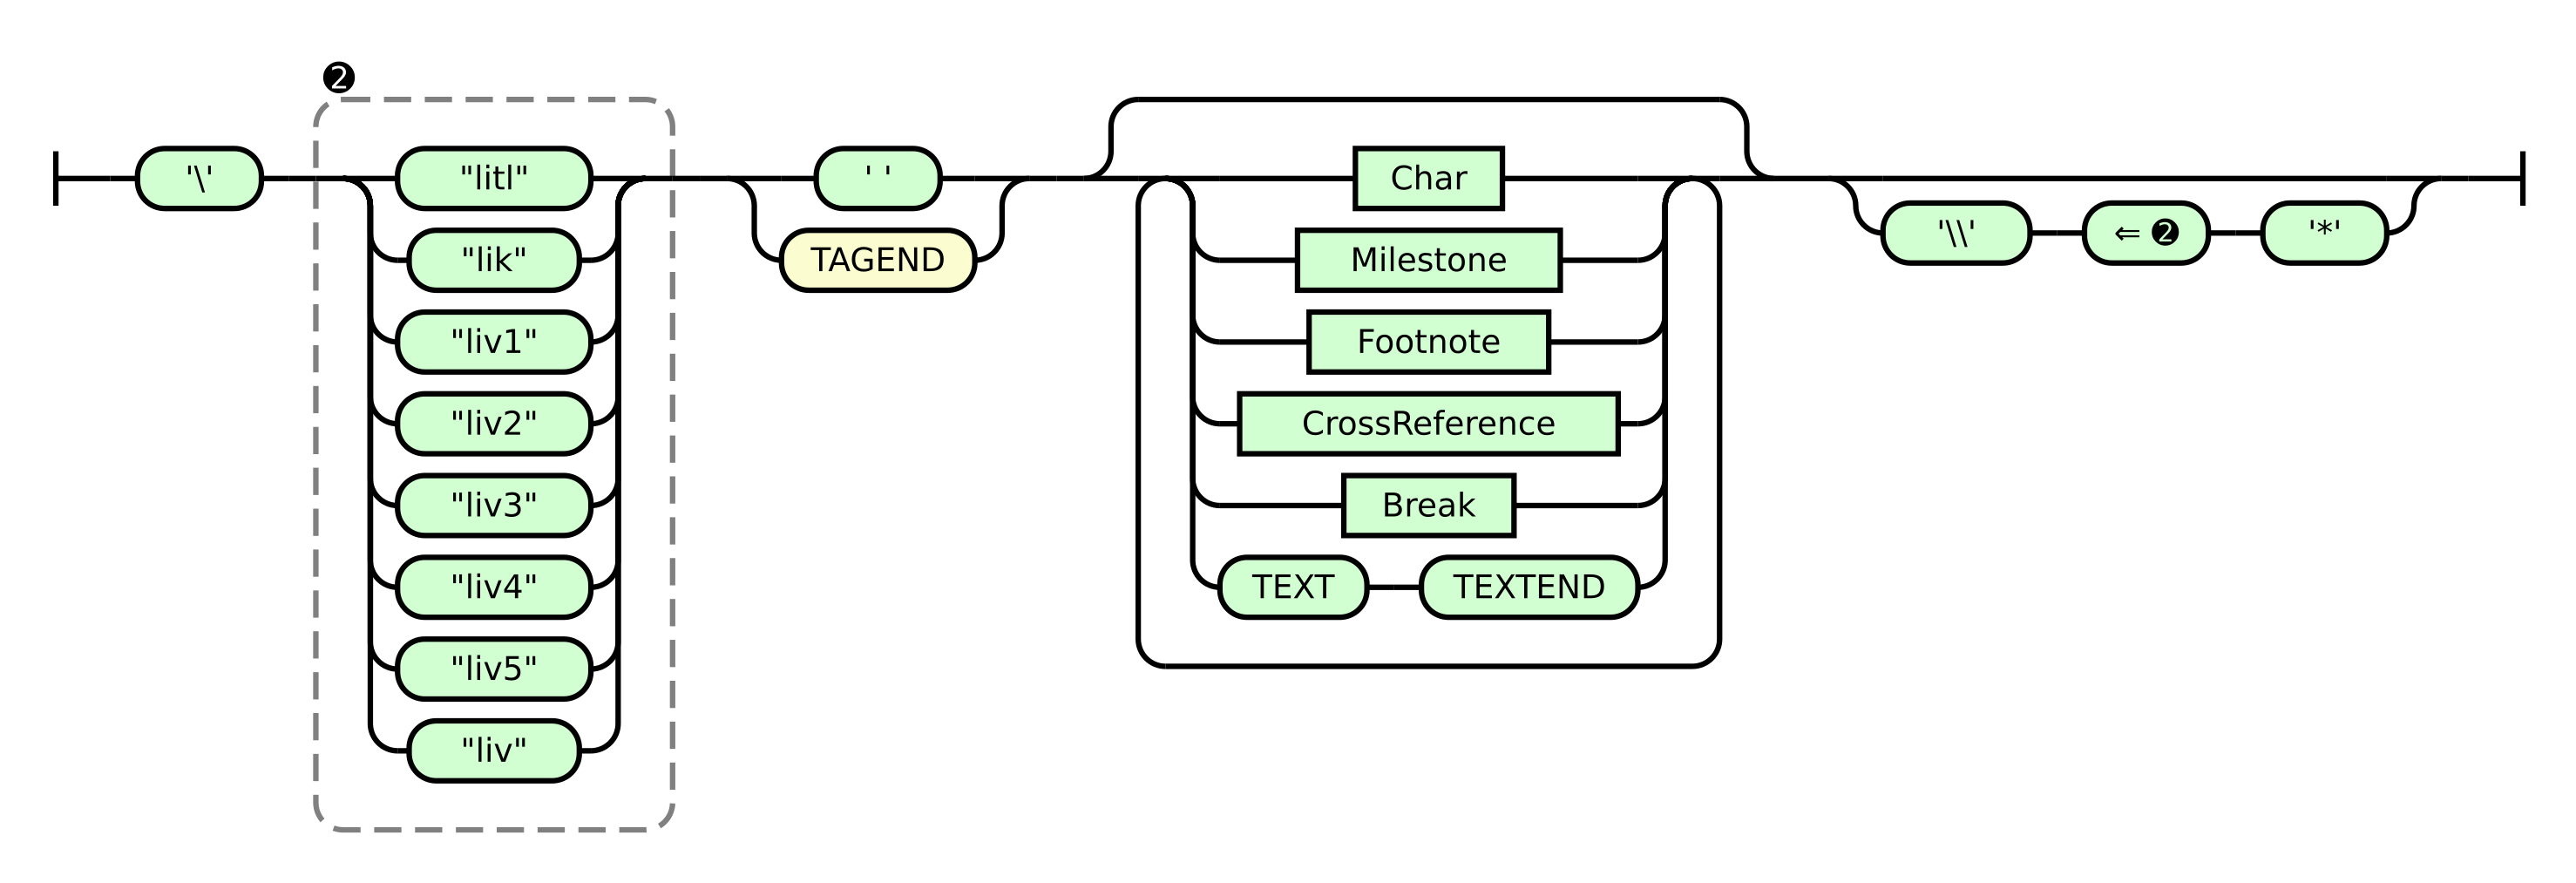 ❷
'\' "litl" ' ' Char
"lik" TAGEND Milestone '\\' ⇐ ❷ '*'
"liv1" Footnote
"liv2" CrossReference
"liv3" Break
"liv4" TEXT TEXTEND
"liv5"
"liv"